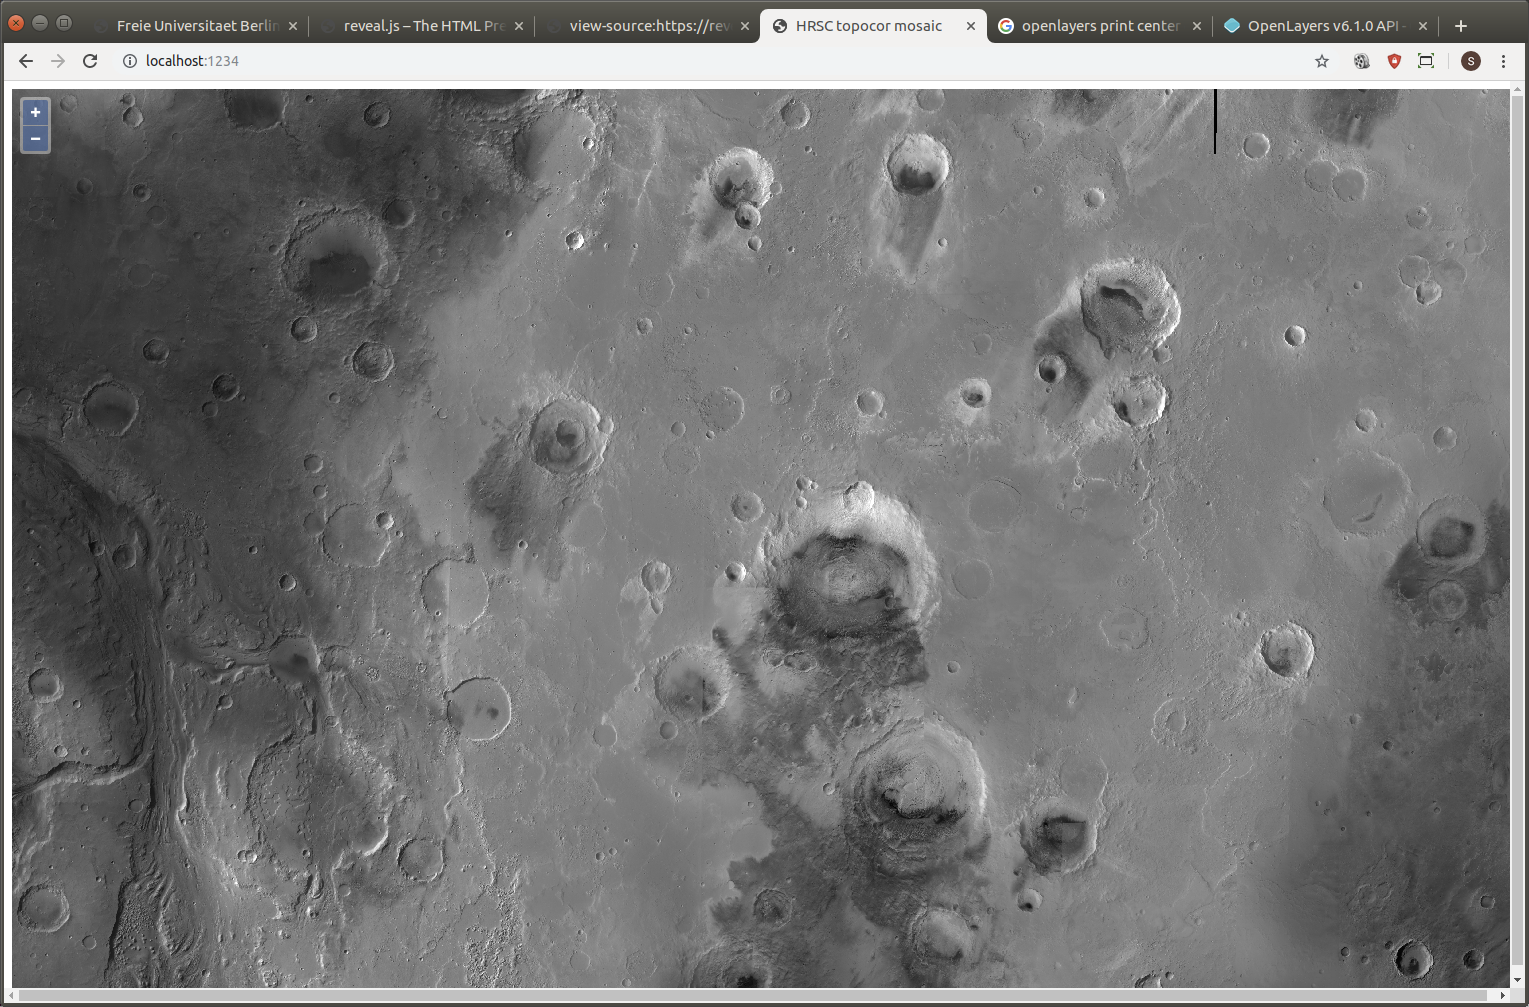 Freie Universitaet Berlin
reveal.js – The HTML Pre
view-source:https://rev
HRSC topocor mosaic
openlayers print center
OpenLayers v6.1.0 API -
localhost:1234
S
+
−